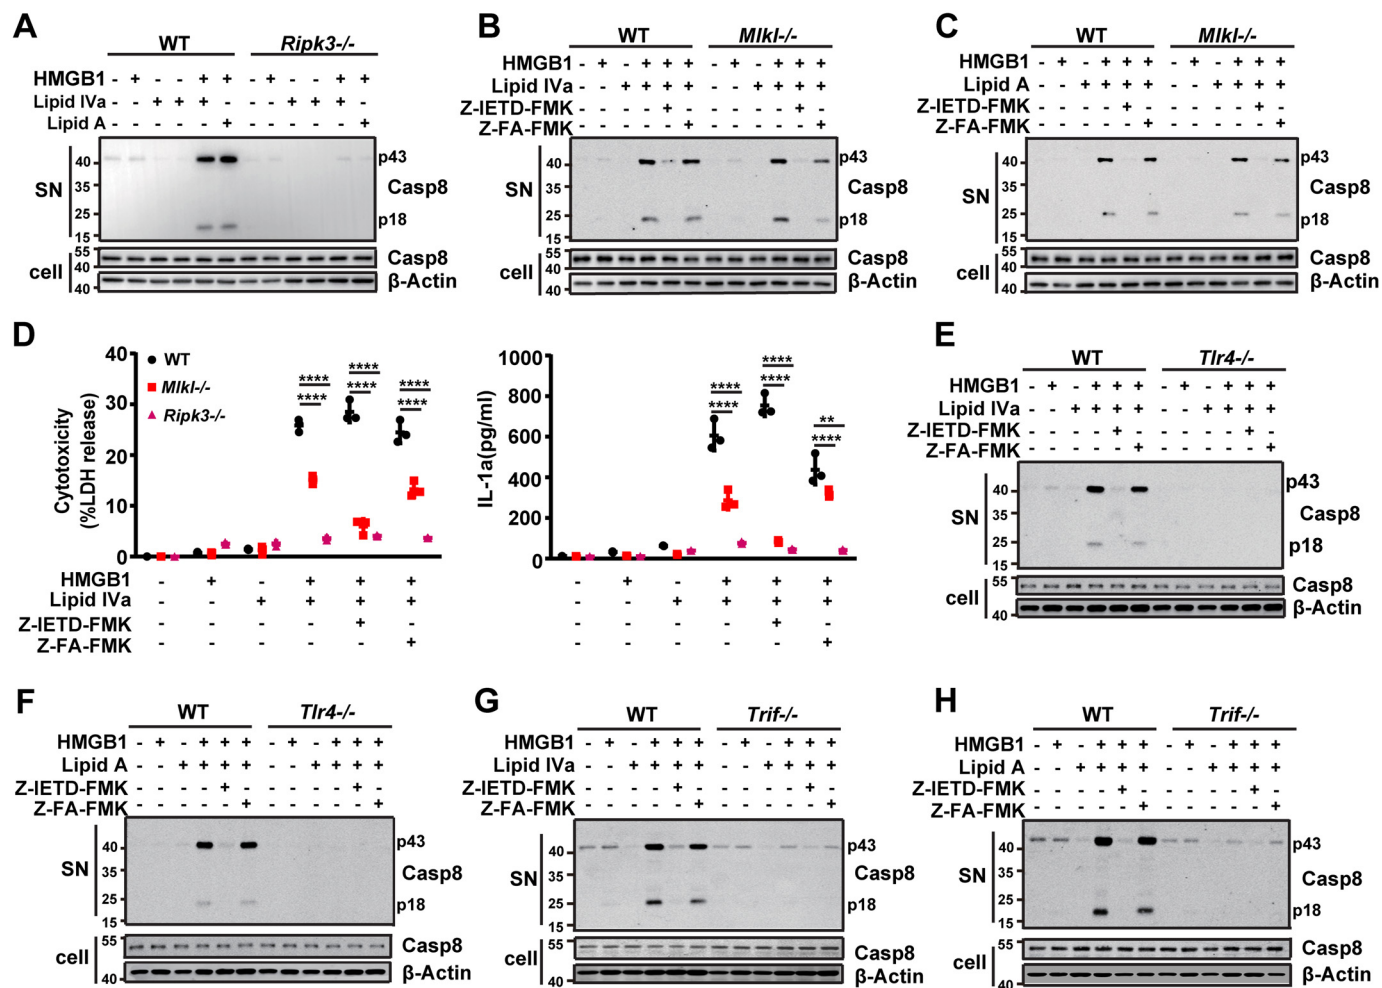 A
WT Ripk3-/-
HMGB1 - + - - + + - + - - + +
Lipid IVa - - + + + - - - + + + -
Lipid A - - - - - + - - - - - +
SN
40
35
25
15
p43
Casp8
p18
cell
55
40
Casp8
40
β-Actin
B
WT Mlkl-/-
HMGB1 - + - + + + - + - + + +
Lipid IVa - - + + + + - - + + + +
Z-IETD-FMK - - - - + - - - - - + -
Z-FA-FMK - - - - - + - - - - - +
SN
40
35
25
15
p43
Casp8
p18
cell
55
40
Casp8
40
β-Actin
C
WT Mlkl-/-
HMGB1 - + - + + + - + - + + +
Lipid A - - + + + + - - + + + +
Z-IETD-FMK - - - - + - - - - - + -
Z-FA-FMK - - - - - + - - - - - +
SN
40
35
25
15
p43
Casp8
p18
cell
55
40
Casp8
40
β-Actin
D
Cytotoxicity
(%LDH release)
40
30
20
10
0
WT
Mlkl-/-
Ripk3-/-
****
****
****
****
****
****
HMGB1 - + - + + +
Lipid IVa - - + + + +
Z-IETD-FMK - - - - + -
Z-FA-FMK - - - - - +
IL-1a(pg/ml)
1000
800
600
400
200
0
****
****
****
****
**
****
- + - + + +
- - + + + +
- - - - + -
- - - - - +
E
WT Tlr4-/-
HMGB1 - + - + + + - + - + + +
Lipid IVa - - + + + + - - + + + +
Z-IETD-FMK - - - - + - - - - - + -
Z-FA-FMK - - - - - + - - - - - +
SN
40
35
25
15
p43
Casp8
p18
cell
55
Casp8
40
β-Actin
F
WT Tlr4-/-
HMGB1 - + - + + + - + - + + +
Lipid A - - + + + + - - + + + +
Z-IETD-FMK - - - - + - - - - - + -
Z-FA-FMK - - - - - + - - - - - +
SN
40
35
25
15
p43
Casp8
p18
cell
55
Casp8
40
β-Actin
G
WT Trif-/-
HMGB1 - + - + + + - + - + + +
Lipid IVa - - + + + + - - + + + +
Z-IETD-FMK - - - - + - - - - - + -
Z-FA-FMK - - - - - + - - - - - +
SN
40
35
25
15
p43
Casp8
p18
cell
55
Casp8
40
β-Actin
H
WT Trif-/-
HMGB1 - + - + + + - + - + + +
Lipid A - - + + + + - - + + + +
Z-IETD-FMK - - - - + - - - - - + -
Z-FA-FMK - - - - - + - - - - - +
SN
40
35
25
15
p43
Casp8
p18
cell
55
Casp8
40
β-Actin